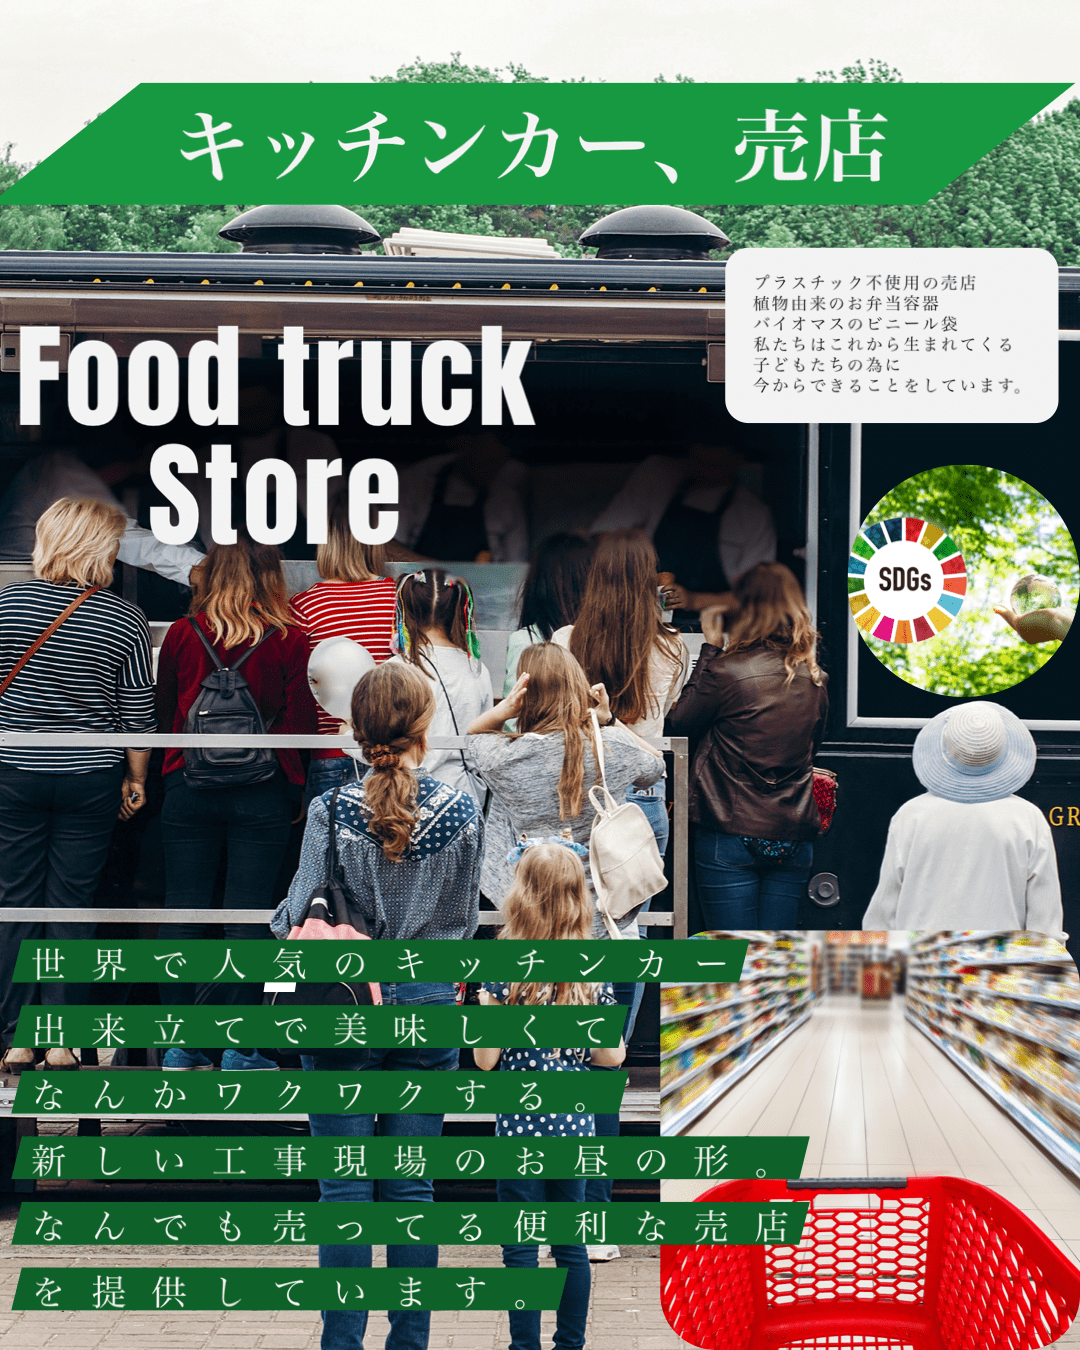 キッチンカー、売店
プラスチック不使用の売店
植物由来のお弁当容器
バイオマスのビニール袋
私たちはこれから生まれてくる
子どもたちの為に
今からできることをしています。
Food truck
Store
SDGs
GR
世界で人気のキッチンカー
出来立てで美味しくて
なんかワクワクする。
新しい工事現場のお昼の形。
なんでも売ってる便利な売店
を提供しています。